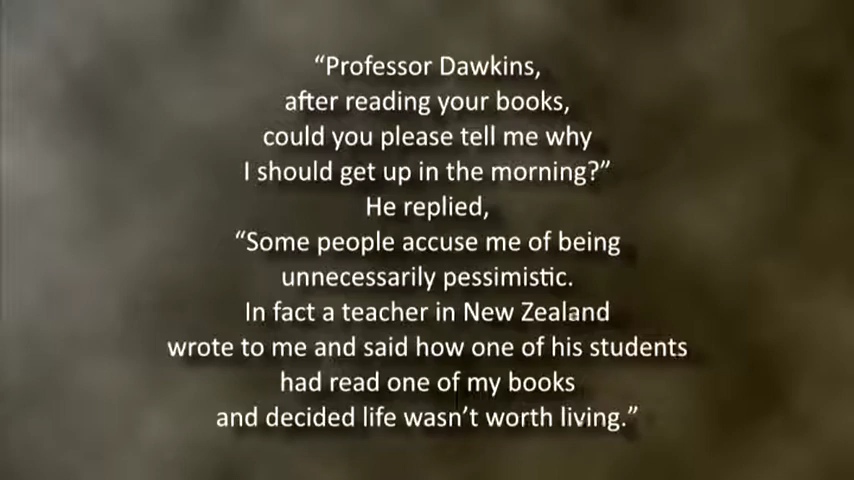 “Professor Dawkins,
after reading your books,
could you please tell me why
I should get up in the morning?”
He replied,
“Some people accuse me of being
unnecessarily pessimistic.
In fact a teacher in New Zealand
wrote to me and said how one of his students
had read one of my books
and decided life wasn’t worth living.”